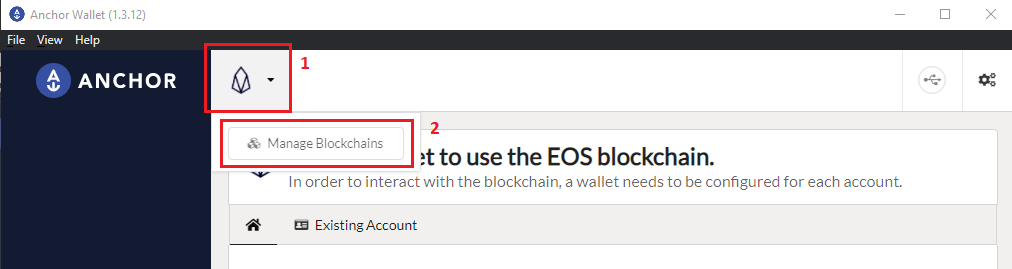 Anchor Wallet (1.3.12)
File View Help
ANCHOR
1
Manage Blockchains
2
et to use the EOS blockchain.
In order to interact with the blockchain, a wallet needs to be configured for each account.
Existing Account